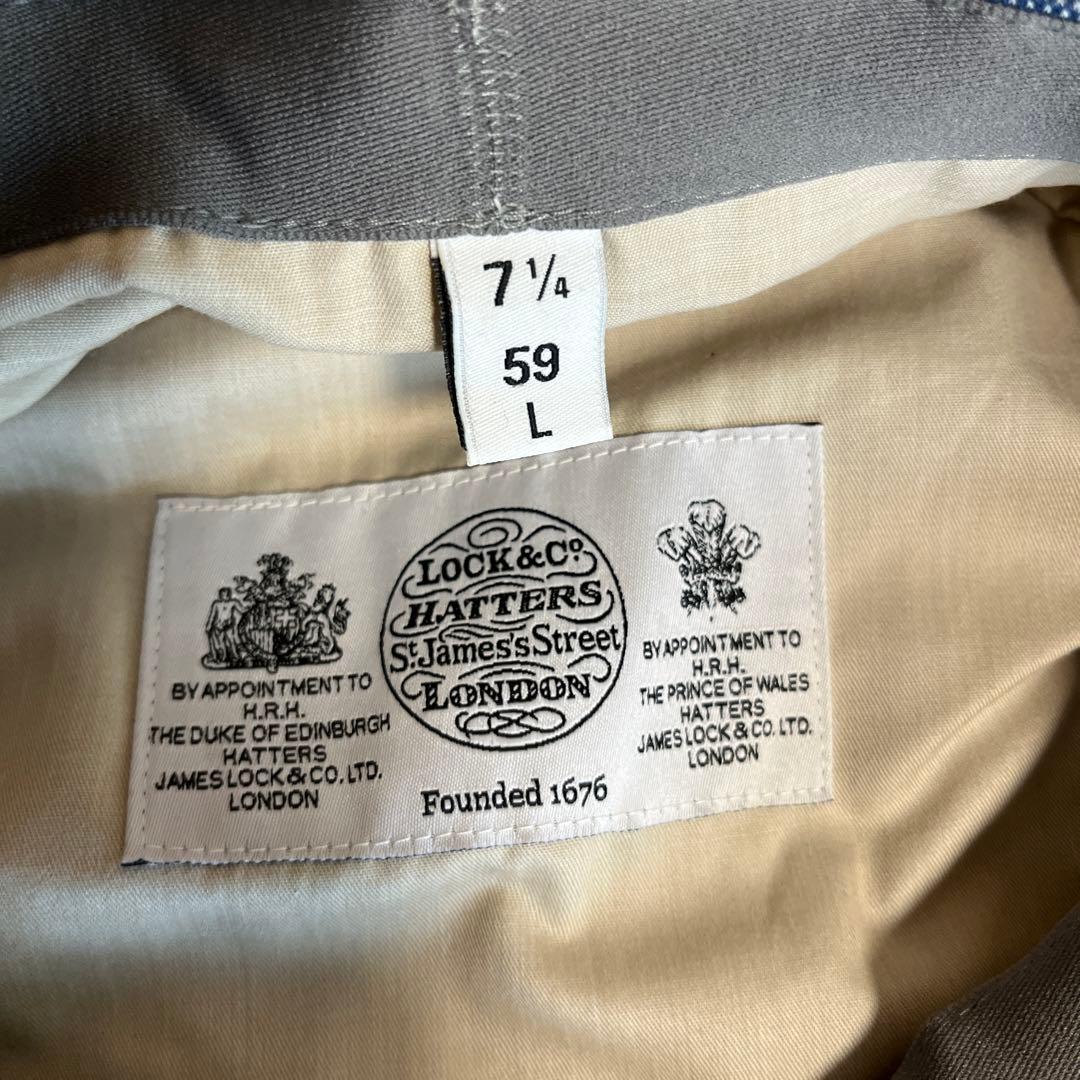 7 1/4
59
L
LOCK & Co.
HATTERS
St. James's Street
LONDON
Founded 1676
BY APPOINTMENT TO
H.R.H.
THE DUKE OF EDINBURGH
HATTERS
JAMES LOCK & CO. LTD.
LONDON
BY APPOINTMENT TO
H.R.H.
THE PRINCE OF WALES
HATTERS
JAMES LOCK & CO. LTD.
LONDON